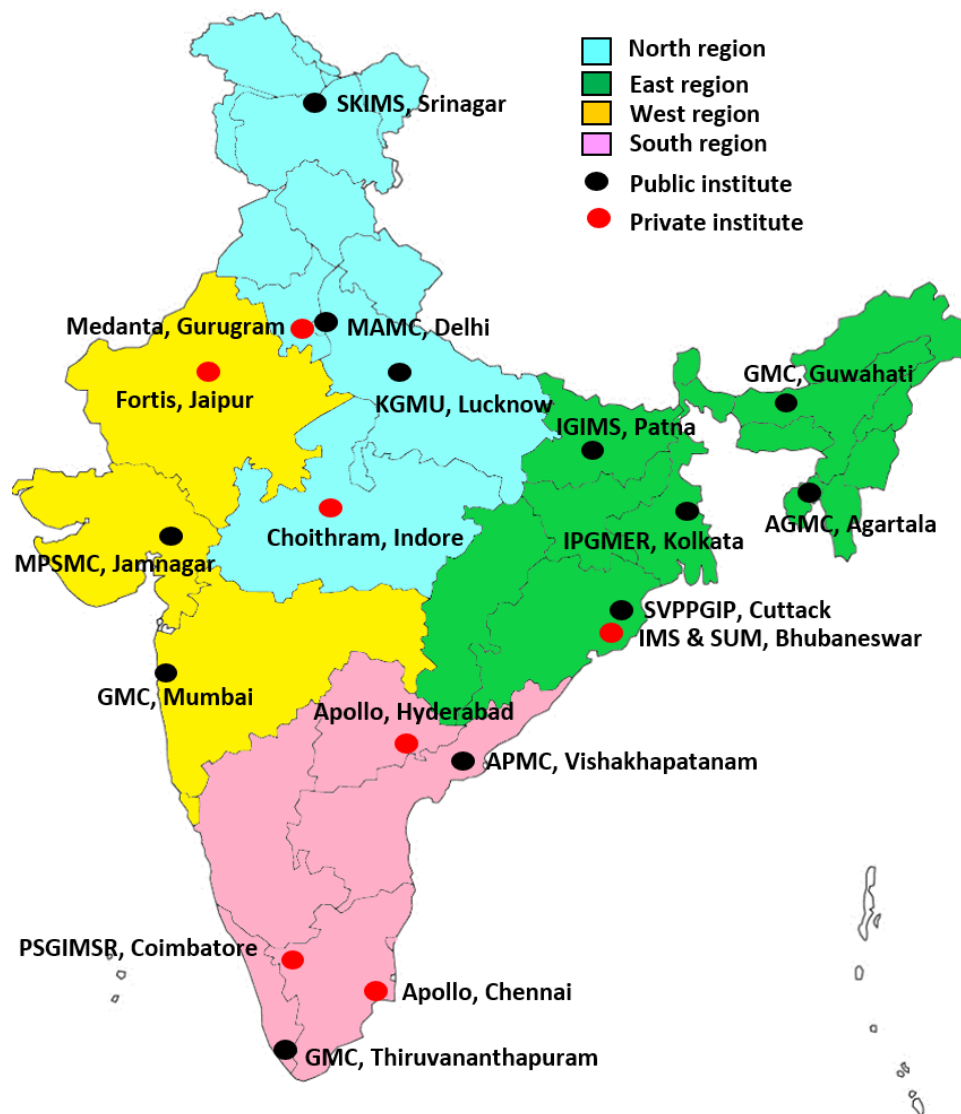 North region
East region
West region
South region
Public institute
Private institute
SKIMS, Srinagar
Medanta, Gurugram
MAMC, Delhi
Fortis, Jaipur
KGMU, Lucknow
GMC, Guwahati
IGIMS, Patna
Choithram, Indore
IPGMER, Kolkata
AGMC, Agartala
MPSMC, Jamnagar
SVPPGIP, Cuttack
IMS & SUM, Bhubaneswar
GMC, Mumbai
Apollo, Hyderabad
APMC, Vishakhapatanam
PSGIMSR, Coimbatore
Apollo, Chennai
GMC, Thiruvananthapuram